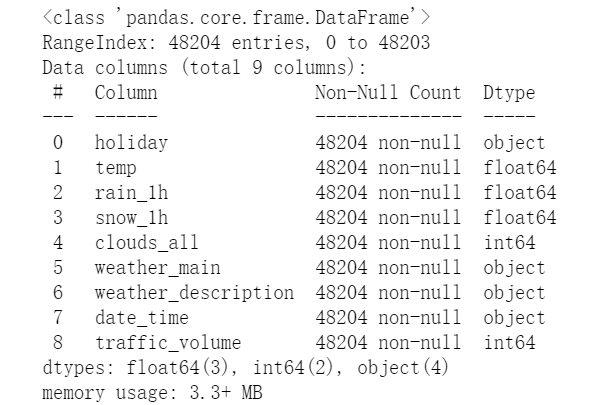 <class 'pandas.core.frame.DataFrame'>
RangeIndex: 48204 entries, 0 to 48203
Data columns (total 9 columns):
 #   Column               Non-Null Count  Dtype
---  ------               --------------  -----
 0   holiday              48204 non-null  object
 1   temp                 48204 non-null  float64
 2   rain_1h              48204 non-null  float64
 3   snow_1h              48204 non-null  float64
 4   clouds_all           48204 non-null  int64
 5   weather_main         48204 non-null  object
 6   weather_description  48204 non-null  object
 7   date_time            48204 non-null  object
 8   traffic_volume       48204 non-null  int64
dtypes: float64(3), int64(2), object(4)
memory usage: 3.3+ MB